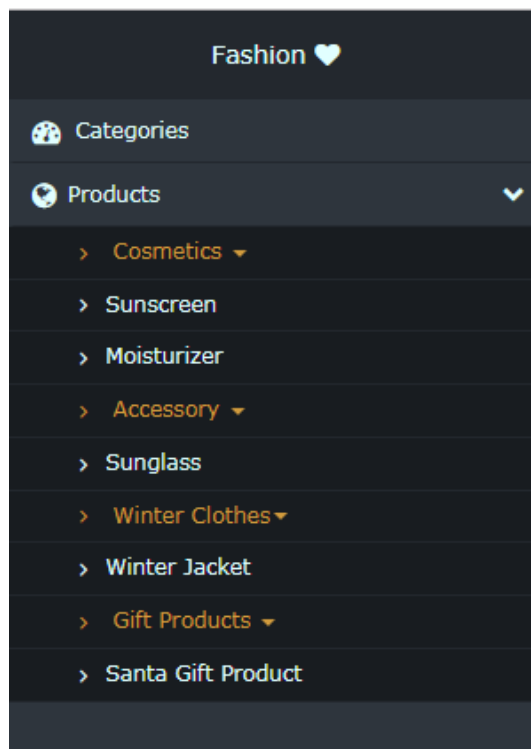 Fashion
Categories
Products
Cosmetics
Sunscreen
Moisturizer
Accessory
Sunglass
Winter Clothes
Winter Jacket
Gift Products
Santa Gift Product